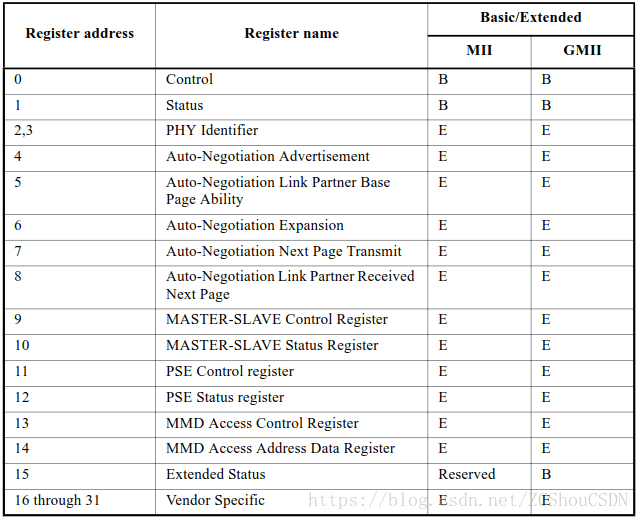 Register address Register name Basic/Extended
MII GMII
0 Control B B
1 Status B B
2,3 PHY Identifier E E
4 Auto-Negotiation Advertisement E E
5 Auto-Negotiation Link Partner Base E E
Page Ability
6 Auto-Negotiation Expansion E E
7 Auto-Negotiation Next Page Transmit E E
8 Auto-Negotiation Link Partner Received E E
Next Page
9 MASTER-SLAVE Control Register E E
10 MASTER-SLAVE Status Register E E
11 PSE Control register E E
12 PSE Status register E E
13 MMD Access Control Register E E
14 MMD Access Address Data Register E E
15 Extended Status Reserved B
16 through 31 Vendor Specific E E
https://blog.csdn.net/ZCShouCSDN